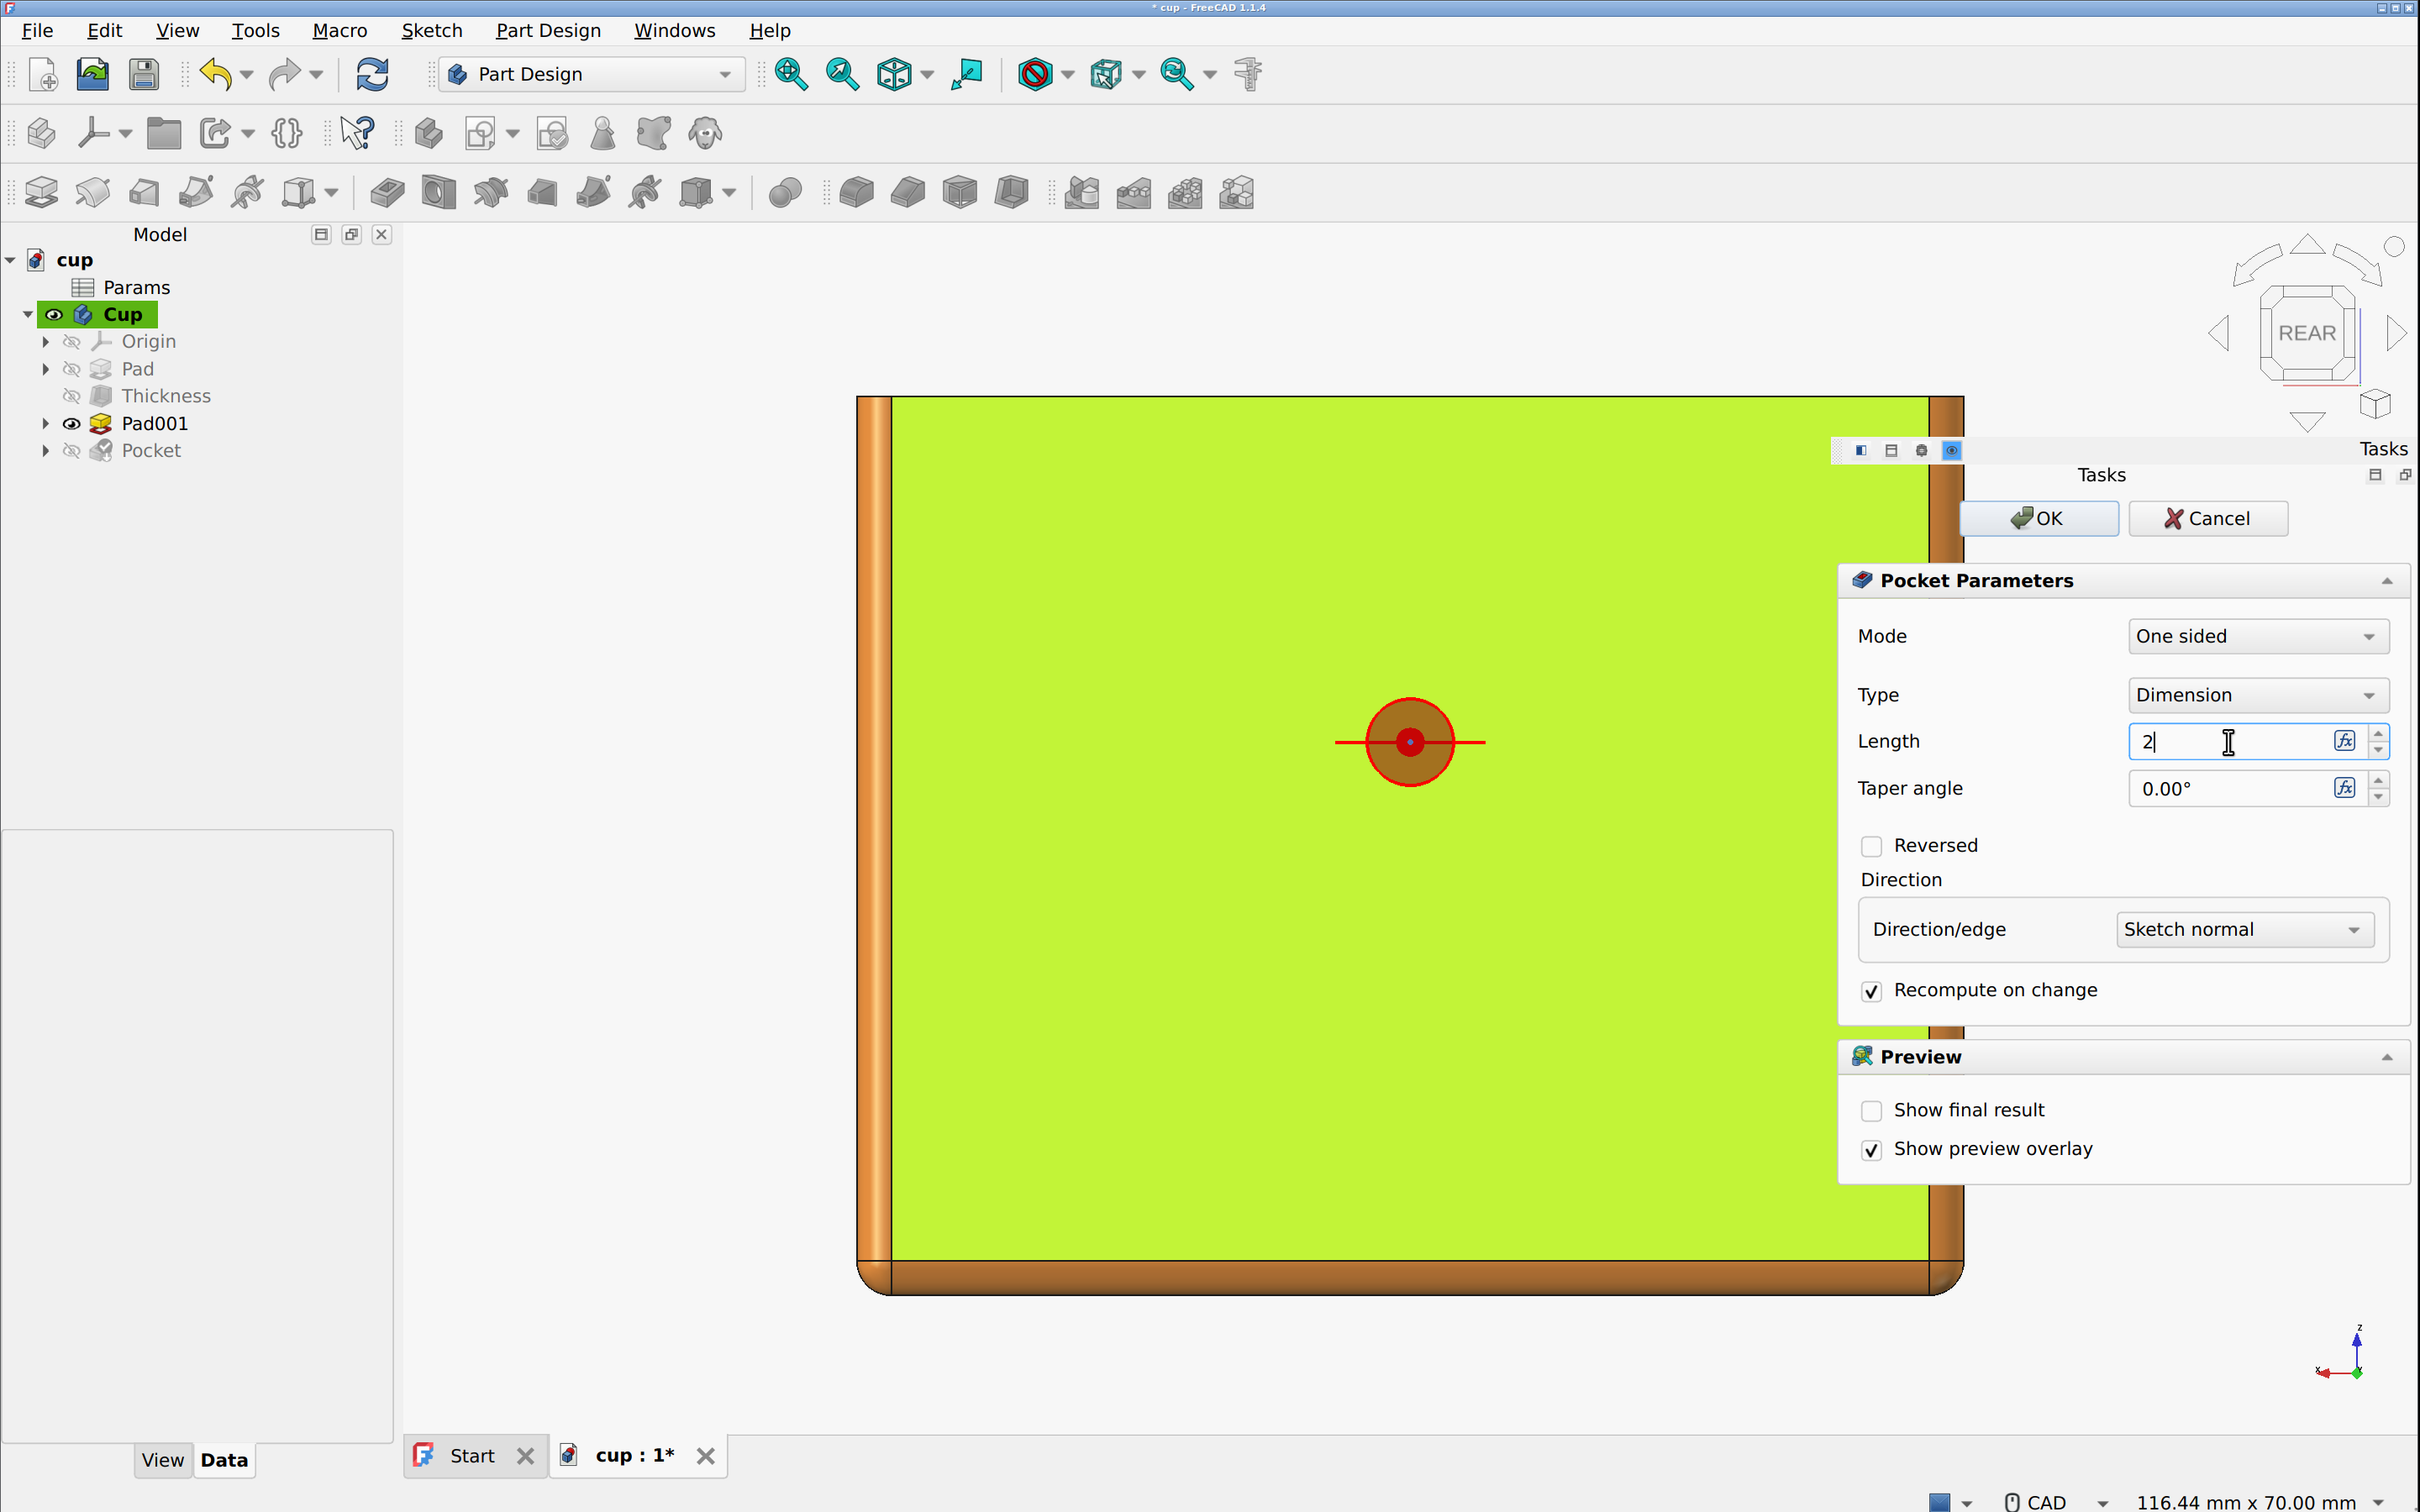 * cup - FreeCAD 1.1.4
File Edit View Tools Macro Sketch Part Design Windows Help
Part Design
Model
cup
Params
Cup
Origin
Pad
Thickness
Pad001
Pocket
REAR
Tasks
Tasks
OK Cancel
Pocket Parameters
Mode One sided
Type Dimension
Length 2
Taper angle 0.00°
Reversed
Direction
Direction/edge Sketch normal
Recompute on change
Preview
Show final result
Show preview overlay
z
x
View Data
Start
cup : 1*
CAD
116.44 mm x 70.00 mm